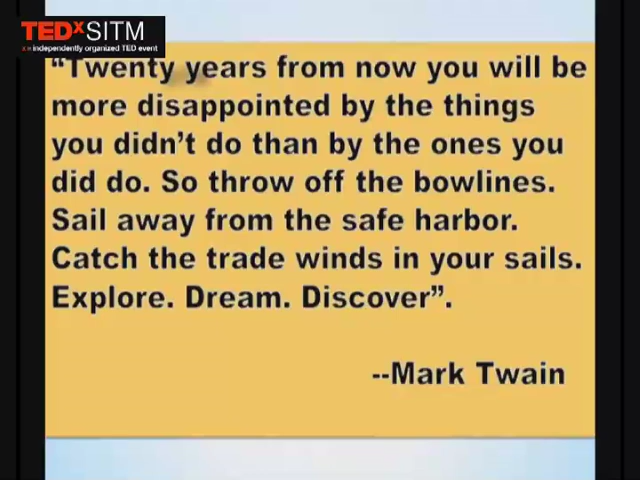 TEDxSITM
x = independently organized TED event
“Twenty years from now you will be
more disappointed by the things
you didn’t do than by the ones you
did do. So throw off the bowlines.
Sail away from the safe harbor.
Catch the trade winds in your sails.
Explore. Dream. Discover”.
--Mark Twain